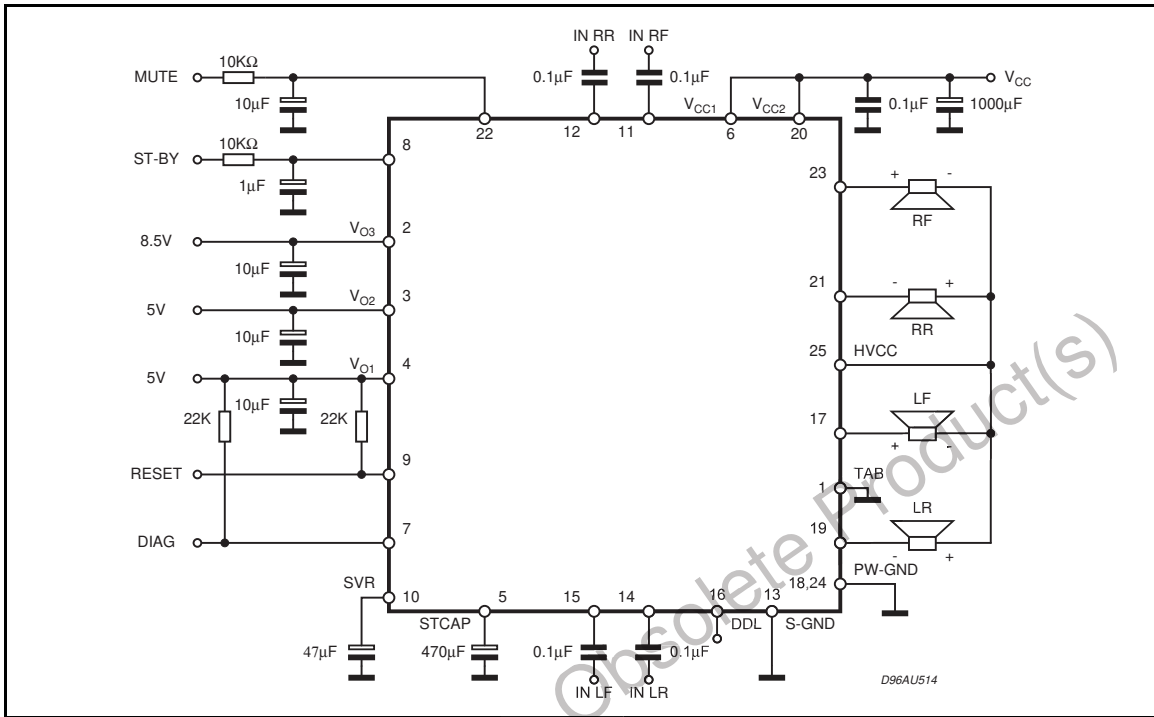 IN RR IN RF
MUTE 10KΩ 0.1μF 0.1μF VCC
10μF VCC1 VCC2 0.1μF 1000μF
22 12 11 6 20
ST-BY 10KΩ 8
1μF
23 + -
RF
8.5V VO3 2
10μF
21 - +
RR
5V VO2 3
10μF
25 HVCC
5V VO1 4
10μF
LF
22K 22K 17
+ -
RESET 9
1 TAB
LR
DIAG 7 19
- +
SVR 18,24 PW-GND
10 5 15 14 16 13
STCAP DDL S-GND
47μF 470μF 0.1μF 0.1μF
IN LF IN LR
D96AU514
Obsolete Product(s)